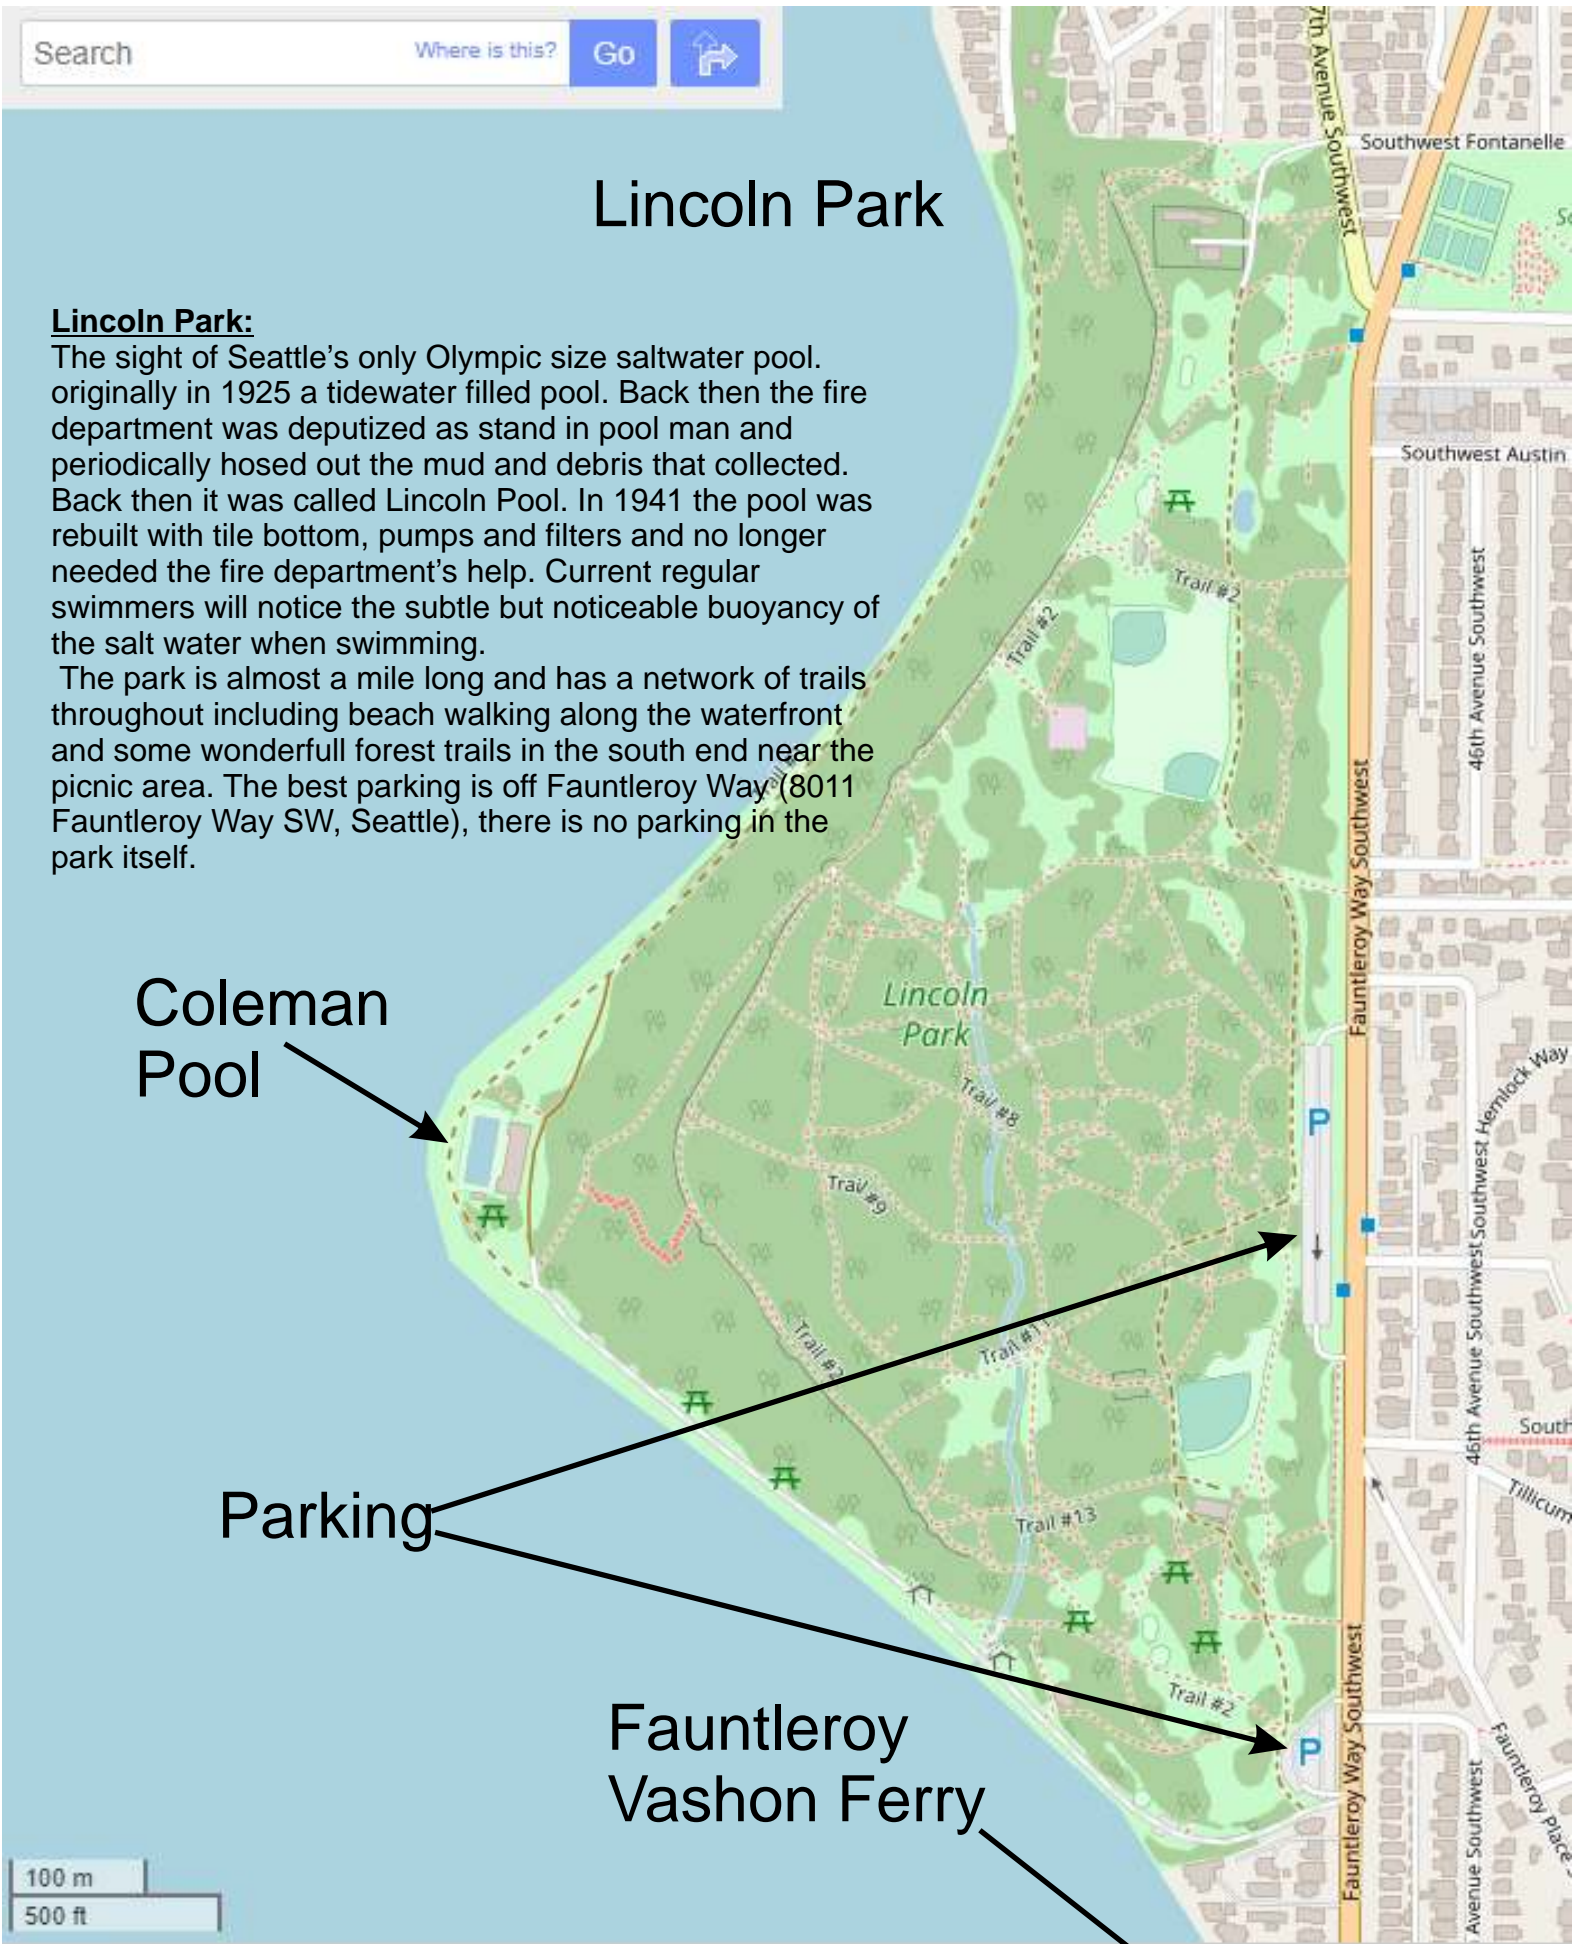 Search
Where is this?
Go
7th Avenue Southwest
Southwest Fontanelle
Lincoln Park
Lincoln Park:
The sight of Seattle's only Olympic size saltwater pool.
originally in 1925 a tidewater filled pool. Back then the fire
department was deputized as stand in pool man and
periodically hosed out the mud and debris that collected.
Back then it was called Lincoln Pool. In 1941 the pool was
rebuilt with tile bottom, pumps and filters and no longer
needed the fire department's help. Current regular
swimmers will notice the subtle but noticeable buoyancy of
the salt water when swimming.
The park is almost a mile long and has a network of trails
throughout including beach walking along the waterfront
and some wonderfull forest trails in the south end near the
picnic area. The best parking is off Fauntleroy Way (8011
Fauntleroy Way SW, Seattle), there is no parking in the
park itself.
Southwest Austin
46th Avenue Southwest
Trail #2
Trail #2
Fauntleroy Way Southwest
Coleman
Pool
Lincoln
Park
Trail #8
Trail #9
P
Southwest Hemlock Way
46th Avenue Southwest
Trail #11
Trail #2
South
Tillicum
Parking
Trail #13
Trail #2
Fauntleroy
Vashon Ferry
P
Fauntleroy Way Southwest
Avenue Southwest
Fauntleroy Place
100 m
500 ft